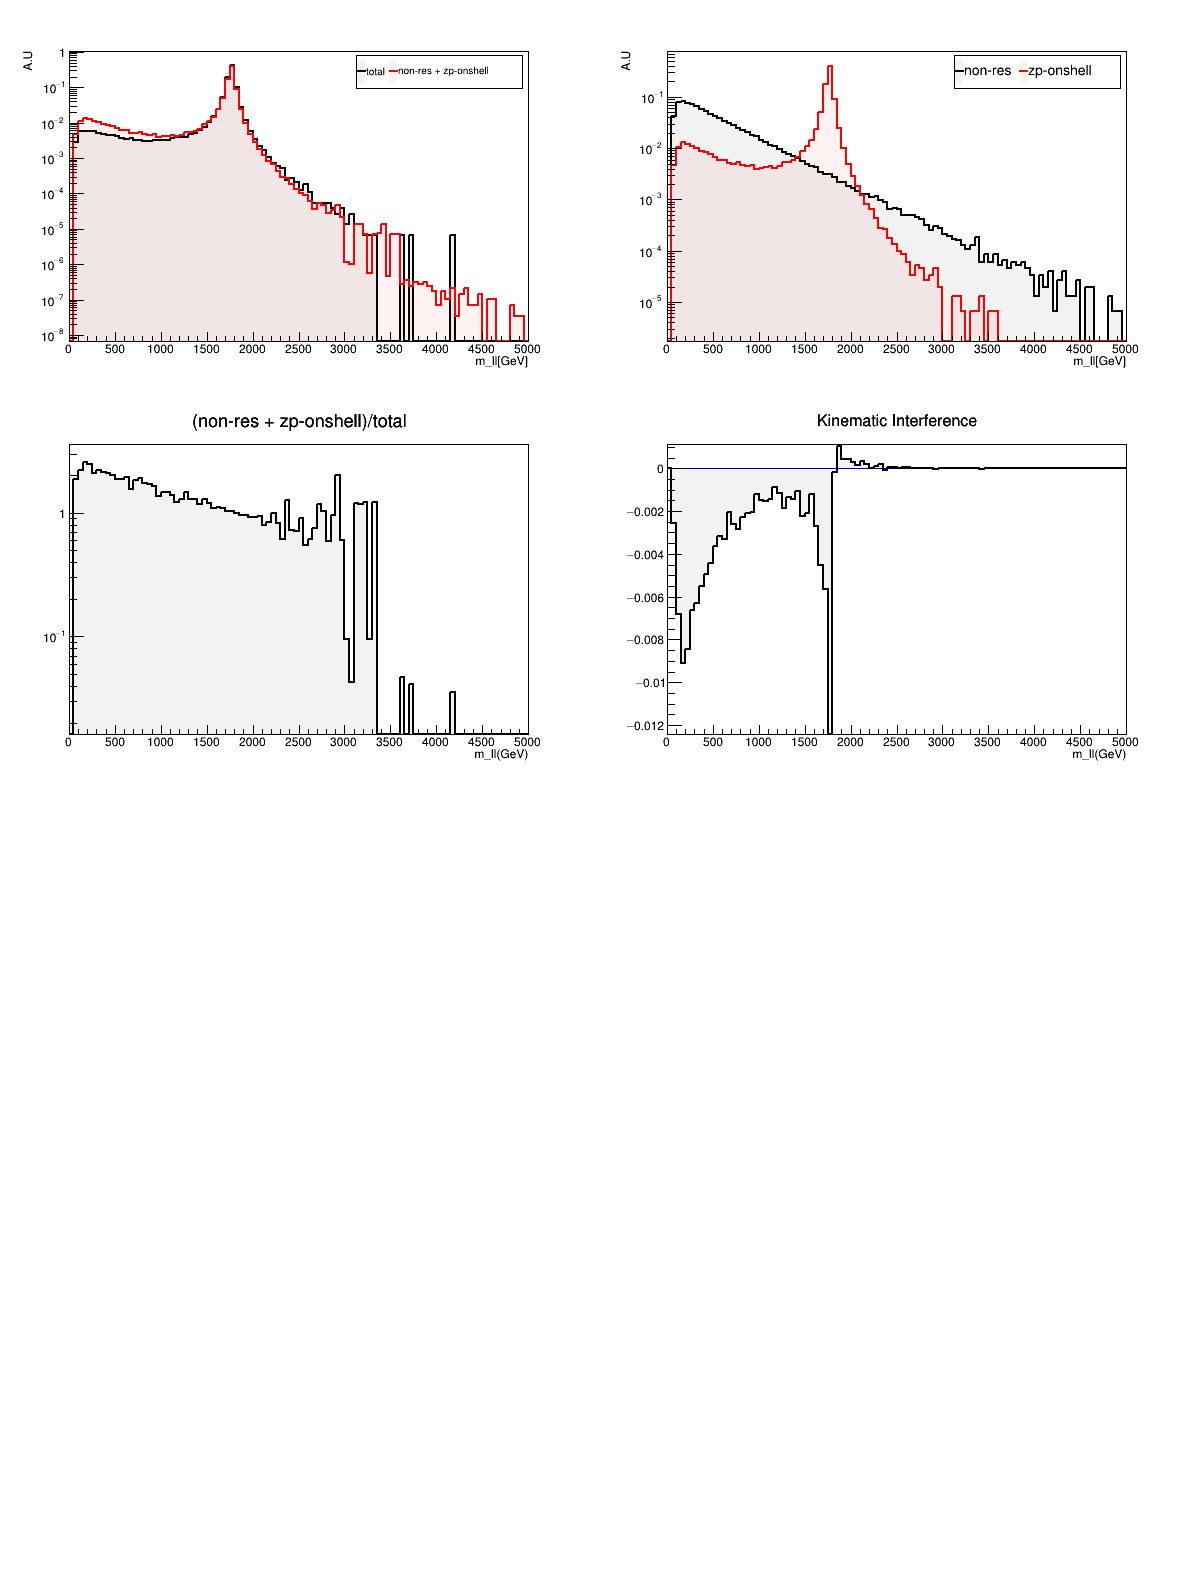 A.U
total
non-res + zp-onshell
1
10⁻¹
10⁻²
10⁻³
10⁻⁴
10⁻⁵
10⁻⁶
10⁻⁷
10⁻⁸
0 500 1000 1500 2000 2500 3000 3500 4000 4500 5000
m_ll[GeV]
A.U
non-res
zp-onshell
10⁻¹
10⁻²
10⁻³
10⁻⁴
10⁻⁵
0 500 1000 1500 2000 2500 3000 3500 4000 4500 5000
m_ll[GeV]
(non-res + zp-onshell)/total
1
10⁻¹
0 500 1000 1500 2000 2500 3000 3500 4000 4500 5000
m_ll(GeV)
Kinematic Interference
0
−0.002
−0.004
−0.006
−0.008
−0.01
−0.012
0 500 1000 1500 2000 2500 3000 3500 4000 4500 5000
m_ll(GeV)